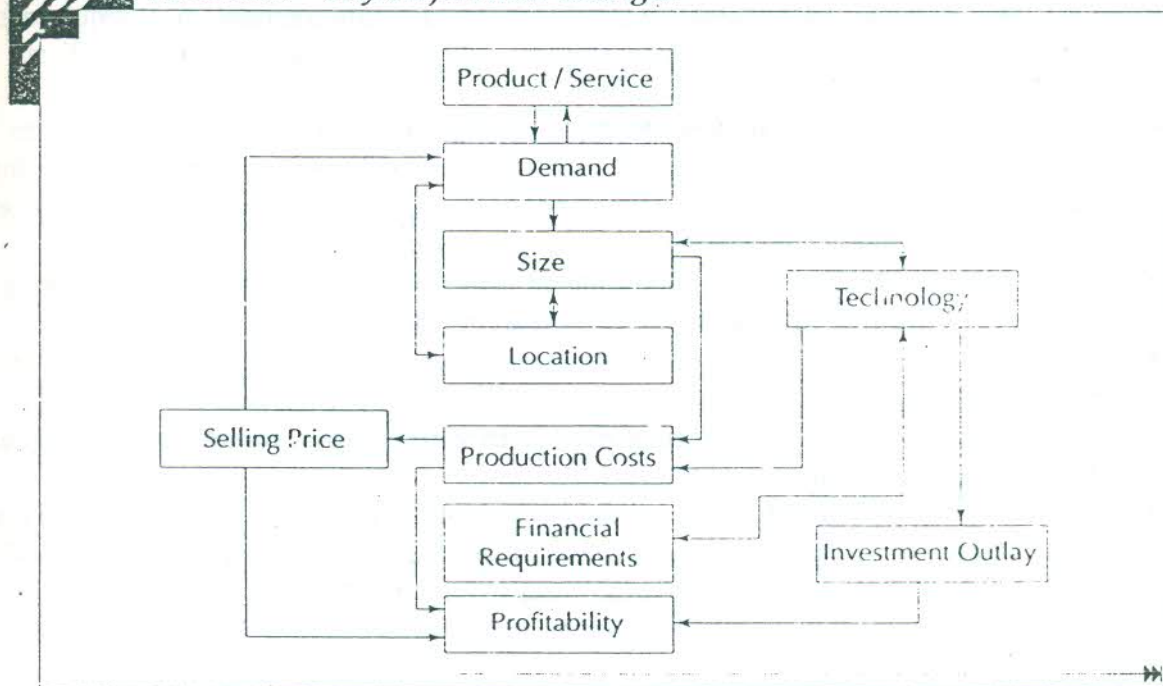 Product / Service
Demand
Size
Technology
Location
Selling Price
Production Costs
Financial
Requirements
Investment Outlay
Profitability